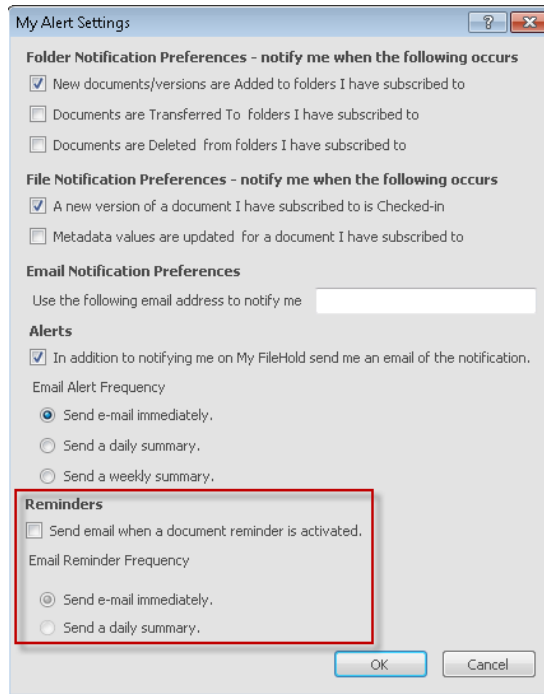 My Alert Settings
Folder Notification Preferences - notify me when the following occurs
New documents/versions are Added to folders I have subscribed to
Documents are Transferred To folders I have subscribed to
Documents are Deleted from folders I have subscribed to
File Notification Preferences - notify me when the following occurs
A new version of a document I have subscribed to is Checked-in
Metadata values are updated for a document I have subscribed to
Email Notification Preferences
Use the following email address to notify me
Alerts
In addition to notifying me on My FileHold send me an email of the notification.
Email Alert Frequency
Send e-mail immediately.
Send a daily summary.
Send a weekly summary.
Reminders
Send email when a document reminder is activated.
Email Reminder Frequency
Send e-mail immediately.
Send a daily summary.
OK Cancel